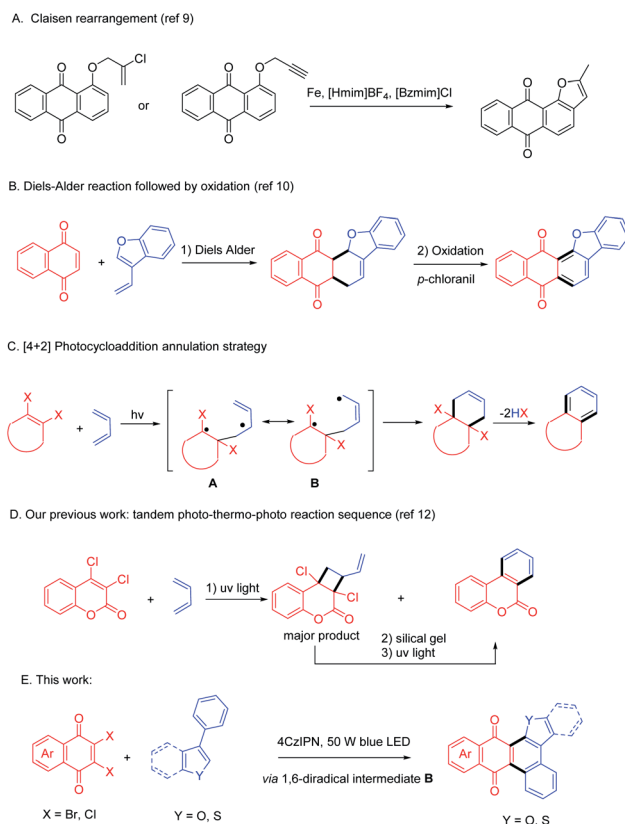 A. Claisen rearrangement (ref 9)
O
O
Cl
O
or
O
O
O
Fe, [Hmim]BF4, [Bzmim]Cl
O
O
O
B. Diels-Alder reaction followed by oxidation (ref 10)
O
O
+
O
1) Diels Alder
O
O
O
2) Oxidation
p-chloranil
O
O
O
C. [4+2] Photocycloaddition annulation strategy
X
X
+
hν
X
X
A
X
X
B
X
X
-2HX
D. Our previous work: tandem photo-thermo-photo reaction sequence (ref 12)
Cl
Cl
O
O
+
1) uv light
Cl
Cl
O
O
major product
+
O
O
2) silical gel
3) uv light
E. This work:
O
X
Ar
X
O
X = Br, Cl
+
Y
Y = O, S
4CzIPN, 50 W blue LED
via 1,6-diradical intermediate B
O
Y
Ar
O
Y = O, S